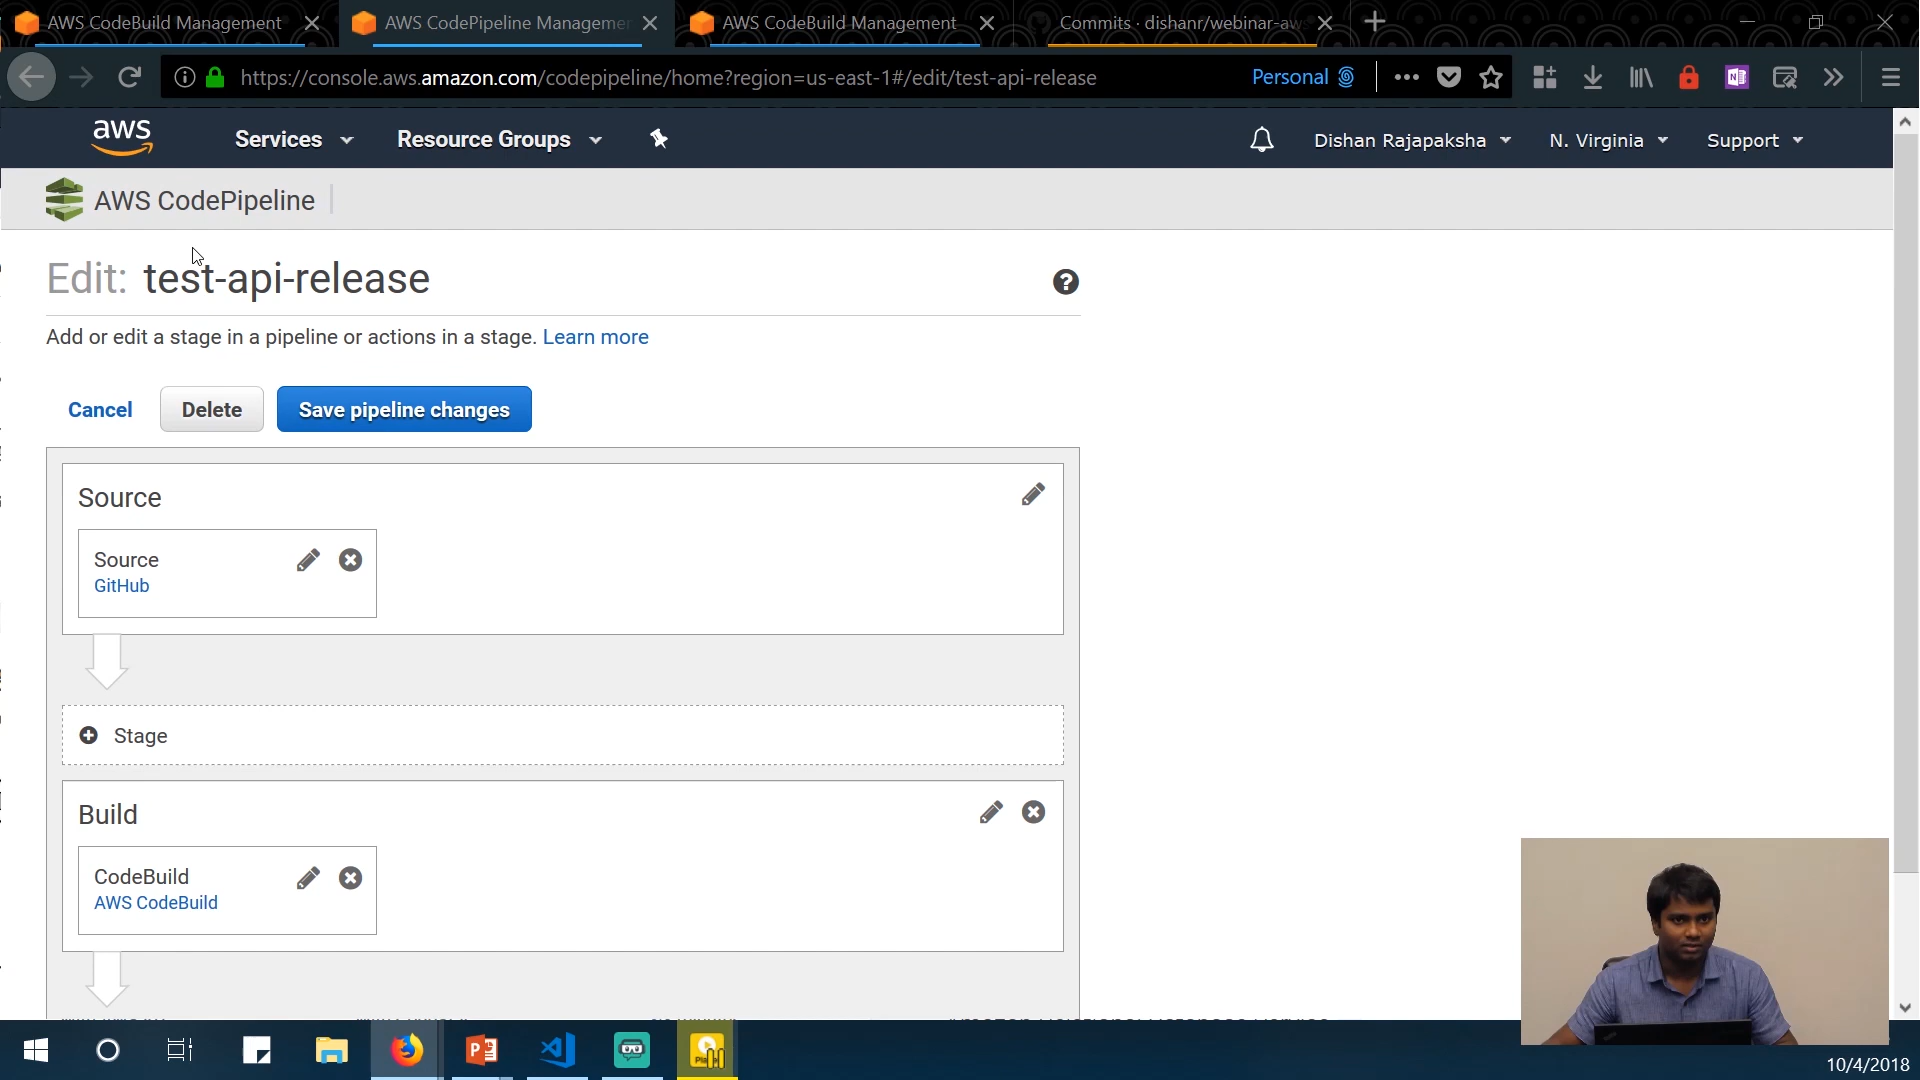 AWS CodeBuild Management
AWS CodePipeline Manageme
AWS CodeBuild Management
Commits · dishanr/webinar-aws
https://console.aws.amazon.com/codepipeline/home?region=us-east-1#/edit/test-api-release
Personal
aws
Services
Resource Groups
Dishan Rajapaksha
N. Virginia
Support
AWS CodePipeline
Edit: test-api-release
?
Add or edit a stage in a pipeline or actions in a stage. Learn more
Cancel
Delete
Save pipeline changes
Source
Source
GitHub
Stage
Build
CodeBuild
AWS CodeBuild
10/4/2018